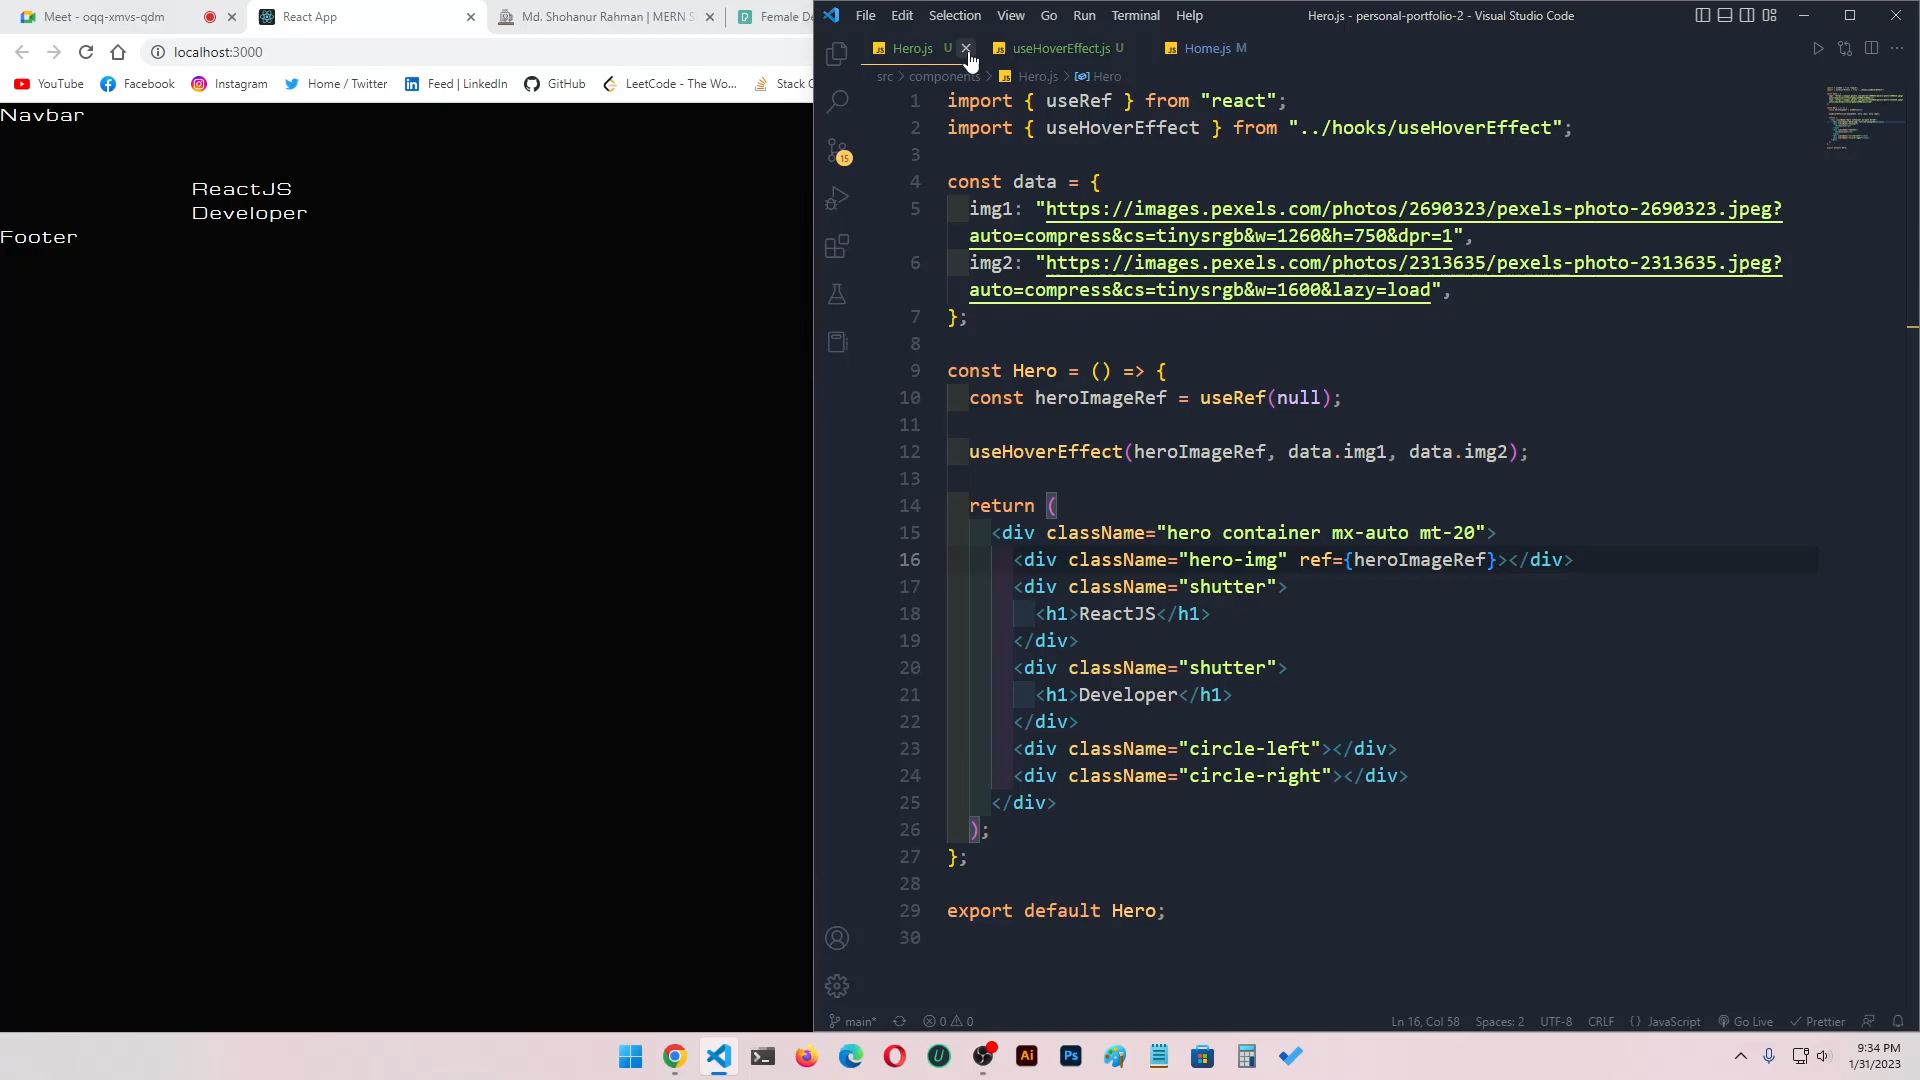 Meet - oqq-xmvs-qdm
React App
Md. Shohanur Rahman | MERN S
Female De
localhost:3000
YouTube
Facebook
Instagram
Home / Twitter
Feed | LinkedIn
GitHub
LeetCode - The Wo...
Stack O
Navbar
ReactJS
Developer
Footer
File Edit Selection View Go Run Terminal Help
Hero.js - personal-portfolio-2 - Visual Studio Code
Hero.js U
useHoverEffect.js U
Home.js M
src > components > Hero.js > Hero
15
1 import { useRef } from "react";
2 import { useHoverEffect } from "../hooks/useHoverEffect";
3
4 const data = {
5 img1: "https://images.pexels.com/photos/2690323/pexels-photo-2690323.jpeg?
auto=compress&cs=tinysrgb&w=1260&h=750&dpr=1",
6 img2: "https://images.pexels.com/photos/2313635/pexels-photo-2313635.jpeg?
auto=compress&cs=tinysrgb&w=1600&lazy=load",
7 };
8
9 const Hero = () => {
10 const heroImageRef = useRef(null);
11
12 useHoverEffect(heroImageRef, data.img1, data.img2);
13
14 return (
15 <div className="hero container mx-auto mt-20">
16 <div className="hero-img" ref={heroImageRef}></div>
17 <div className="shutter">
18 <h1>ReactJS</h1>
19 </div>
20 <div className="shutter">
21 <h1>Developer</h1>
22 </div>
23 <div className="circle-left"></div>
24 <div className="circle-right"></div>
25 </div>
26 );
27 };
28
29 export default Hero;
30
main*
0 0
Ln 16, Col 58
Spaces: 2
UTF-8
CRLF
{ } JavaScript
Go Live
Prettier
Ai
Ps
9:34 PM
1/31/2023